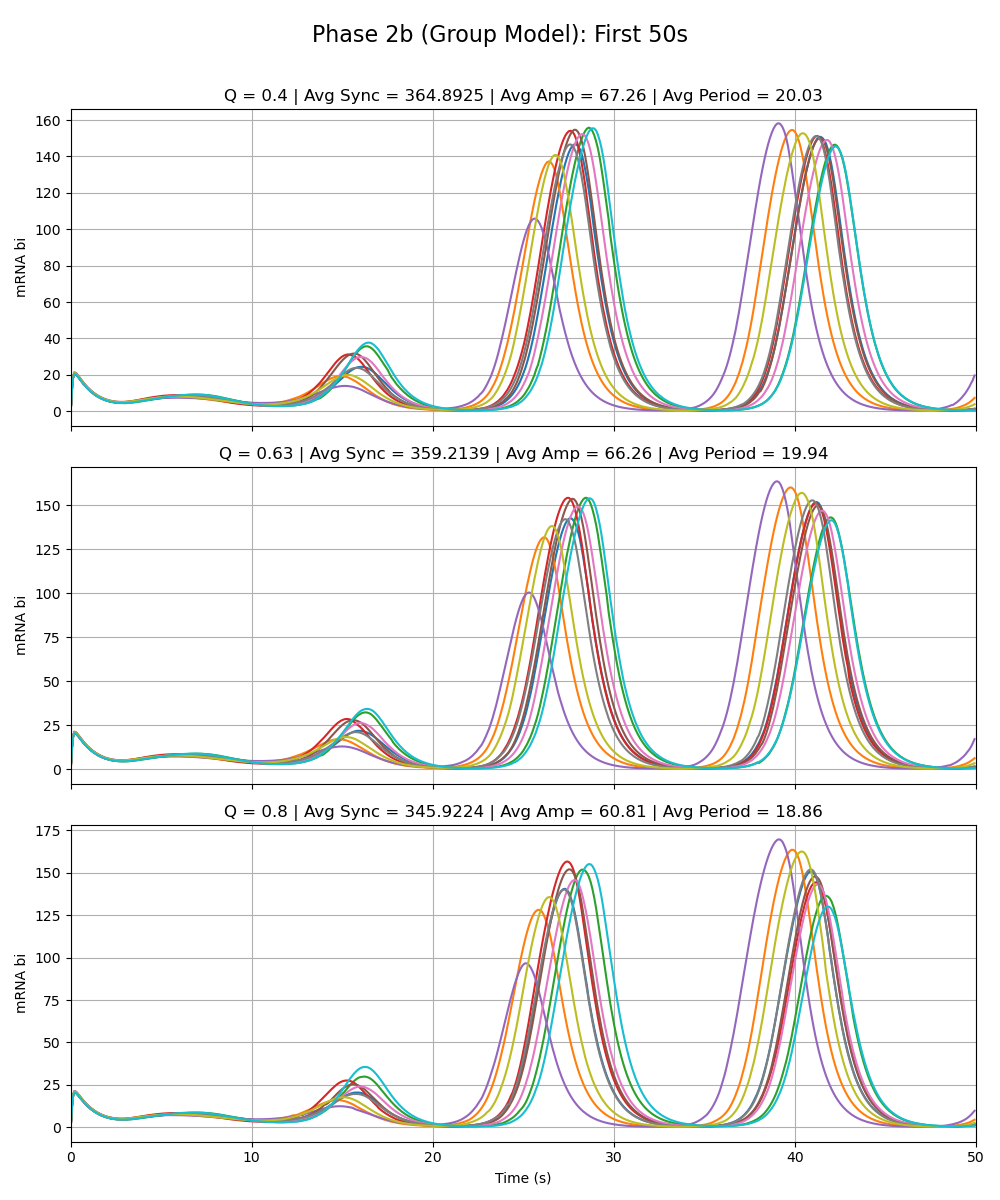 Phase 2b (Group Model): First 50s
Q = 0.4 | Avg Sync = 364.8925 | Avg Amp = 67.26 | Avg Period = 20.03
160
140
120
100
80
60
40
20
0
mRNA bi
Q = 0.63 | Avg Sync = 359.2139 | Avg Amp = 66.26 | Avg Period = 19.94
150
125
100
75
50
25
0
mRNA bi
Q = 0.8 | Avg Sync = 345.9224 | Avg Amp = 60.81 | Avg Period = 18.86
175
150
125
100
75
50
25
0
mRNA bi
0 10 20 30 40 50
Time (s)